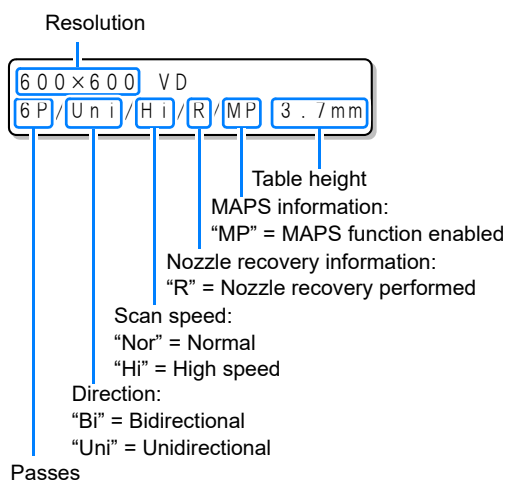 Resolution
600×600 VD
6P/Uni/Hi/R/MP 3.7mm
Table height
MAPS information:
“MP” = MAPS function enabled
Nozzle recovery information:
“R” = Nozzle recovery performed
Scan speed:
“Nor” = Normal
“Hi” = High speed
Direction:
“Bi” = Bidirectional
“Uni” = Unidirectional
Passes